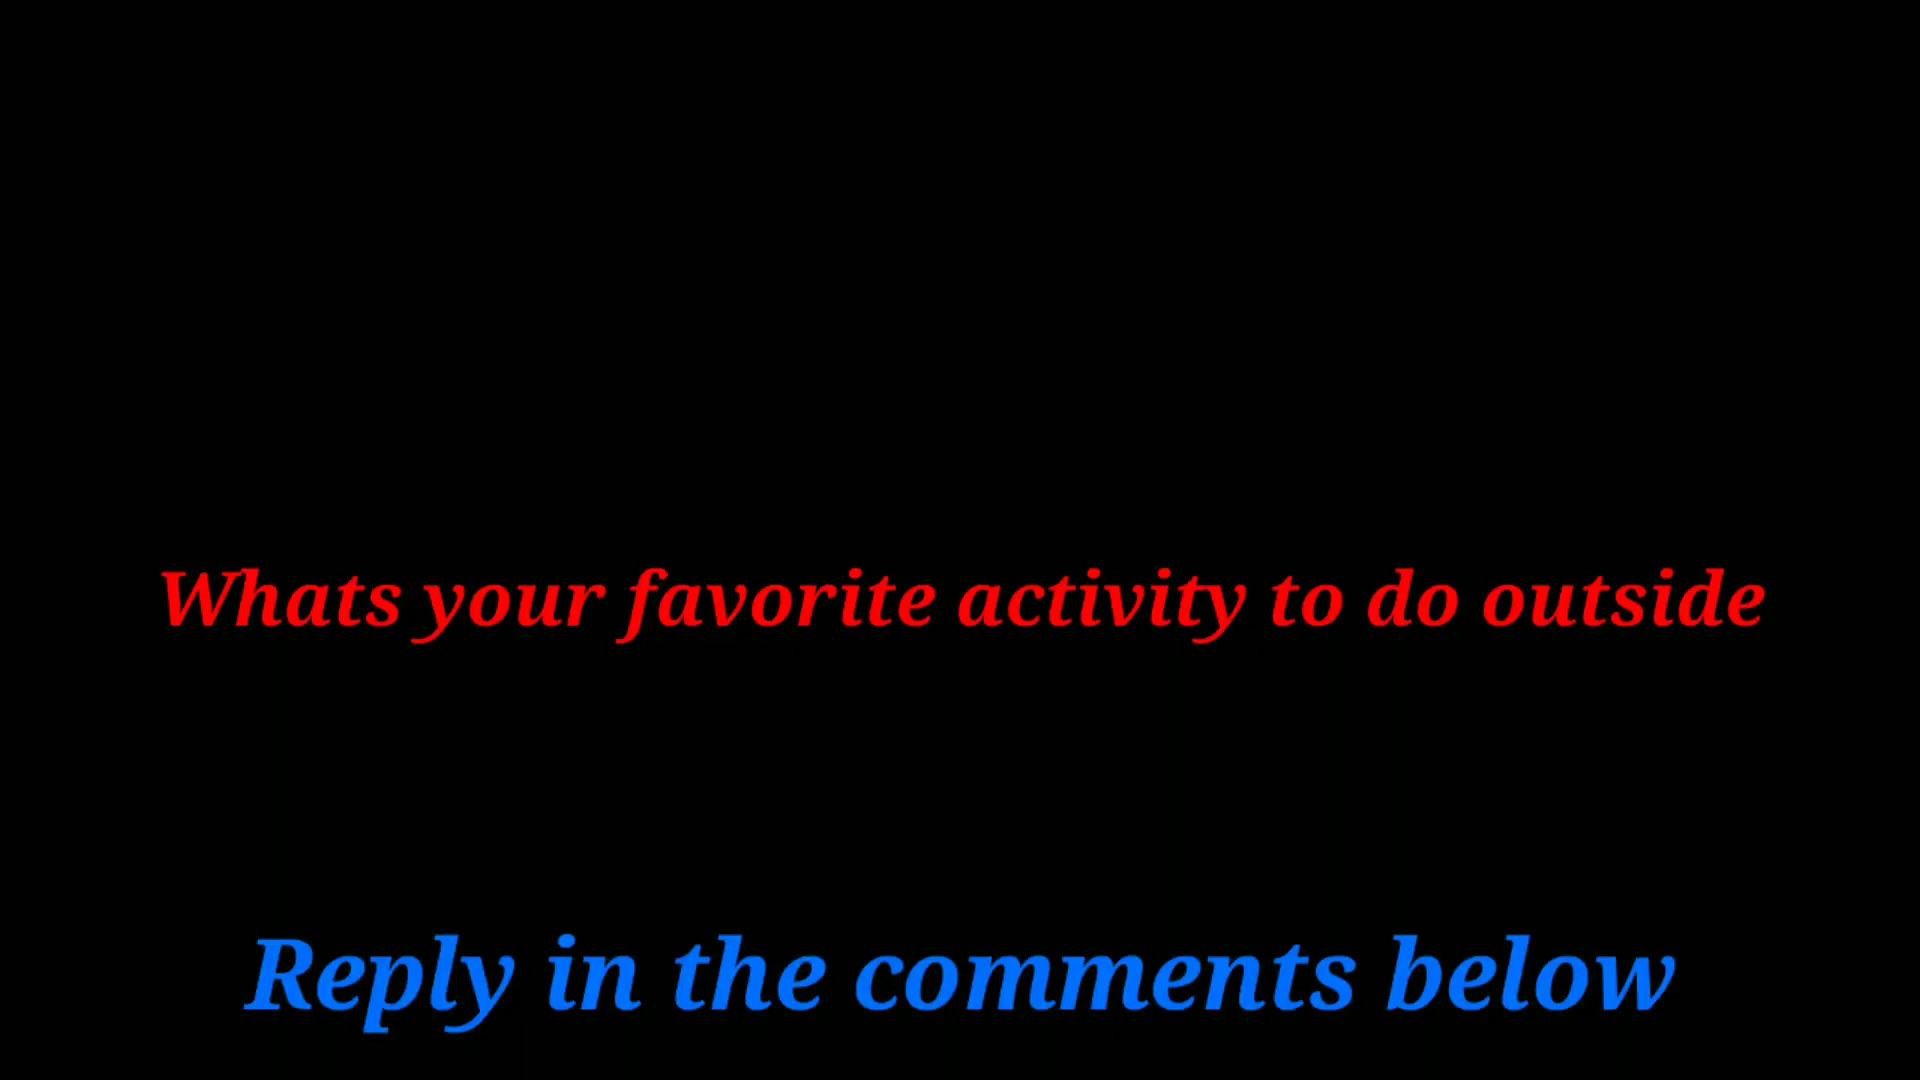 Whats your favorite activity to do outside
Reply in the comments below